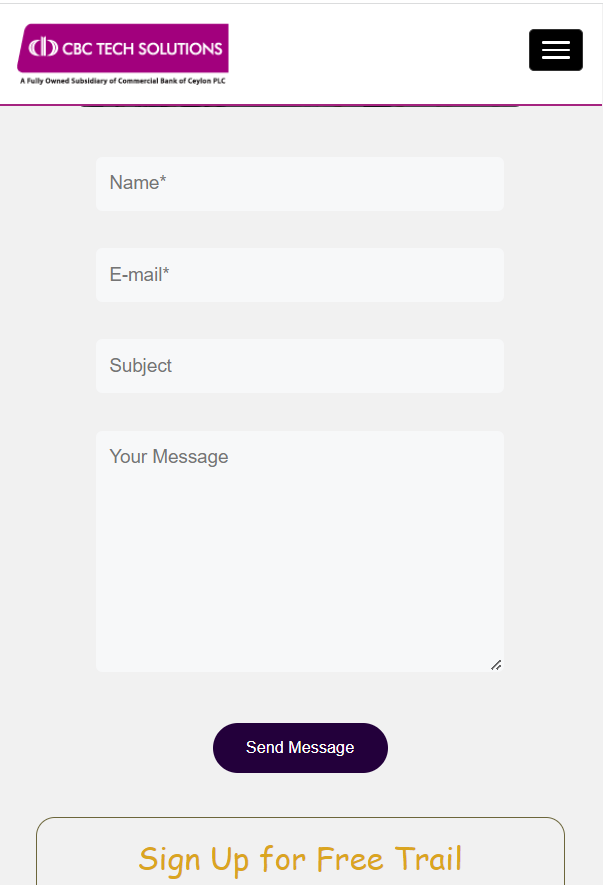 CBC TECH SOLUTIONS
A Fully Owned Subsidiary of Commercial Bank of Ceylon PLC
Name*
E-mail*
Subject
Your Message
Send Message
Sign Up for Free Trail